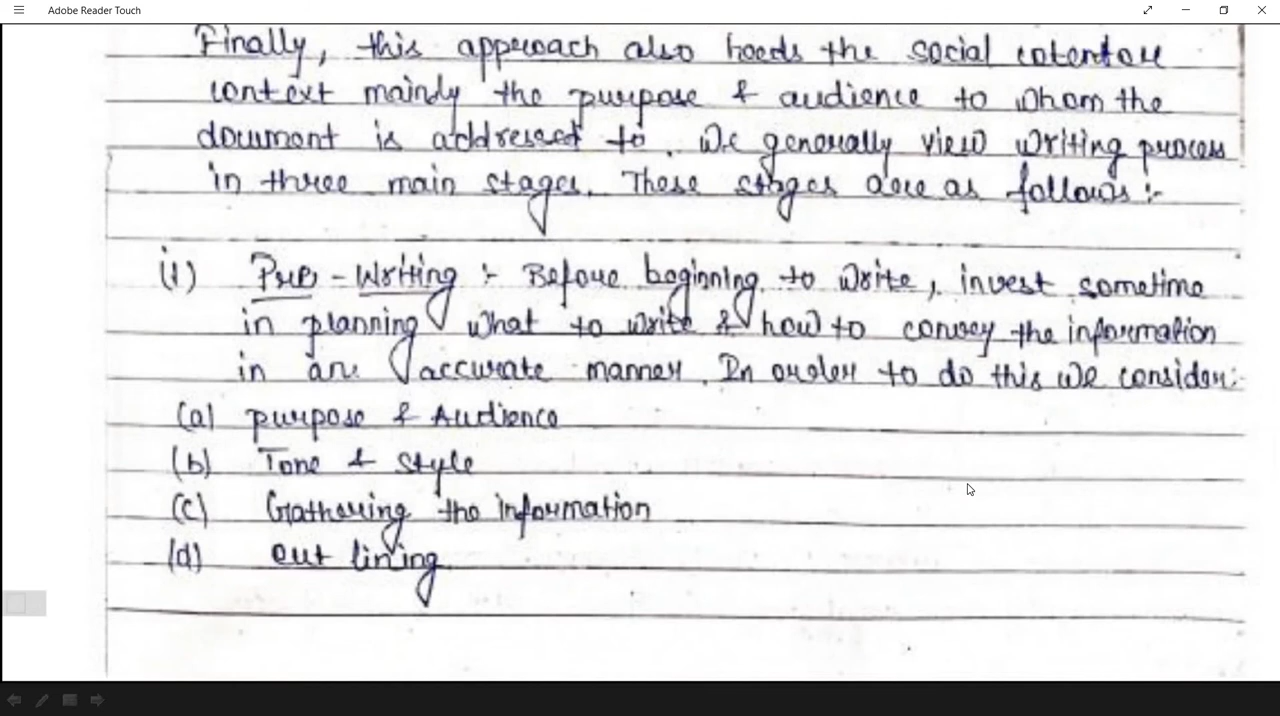 Adobe Reader Touch
Finally, this approach also heeds the social
context mainly the purpose & audience to whom the
document is addressed to. We generally view writing process
in three main stages. These stages are as follows :-
(i) Pre - Writing :- Before beginning to write, invest sometime
in planning what to write & how to convey the information
in an accurate manner. In order to do this we consider:-
(a) purpose & Audience
(b) Tone & style
(c) Gathering the information
(d) out lining